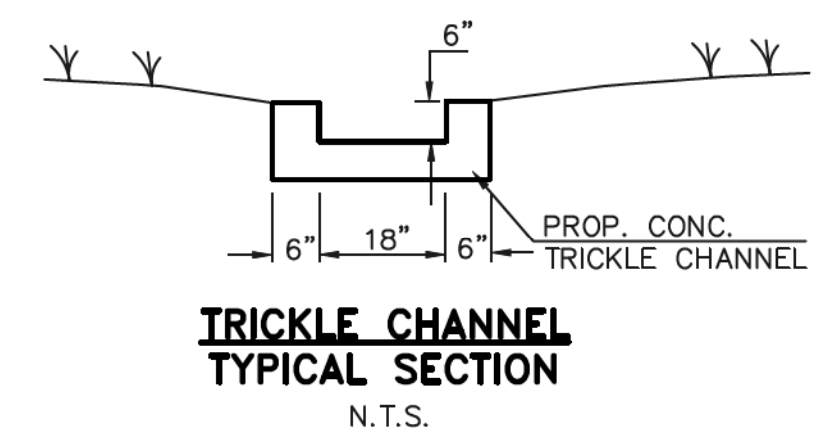 6”
6” 18” 6”
PROP. CONC.
TRICKLE CHANNEL
TRICKLE CHANNEL
TYPICAL SECTION
N.T.S.